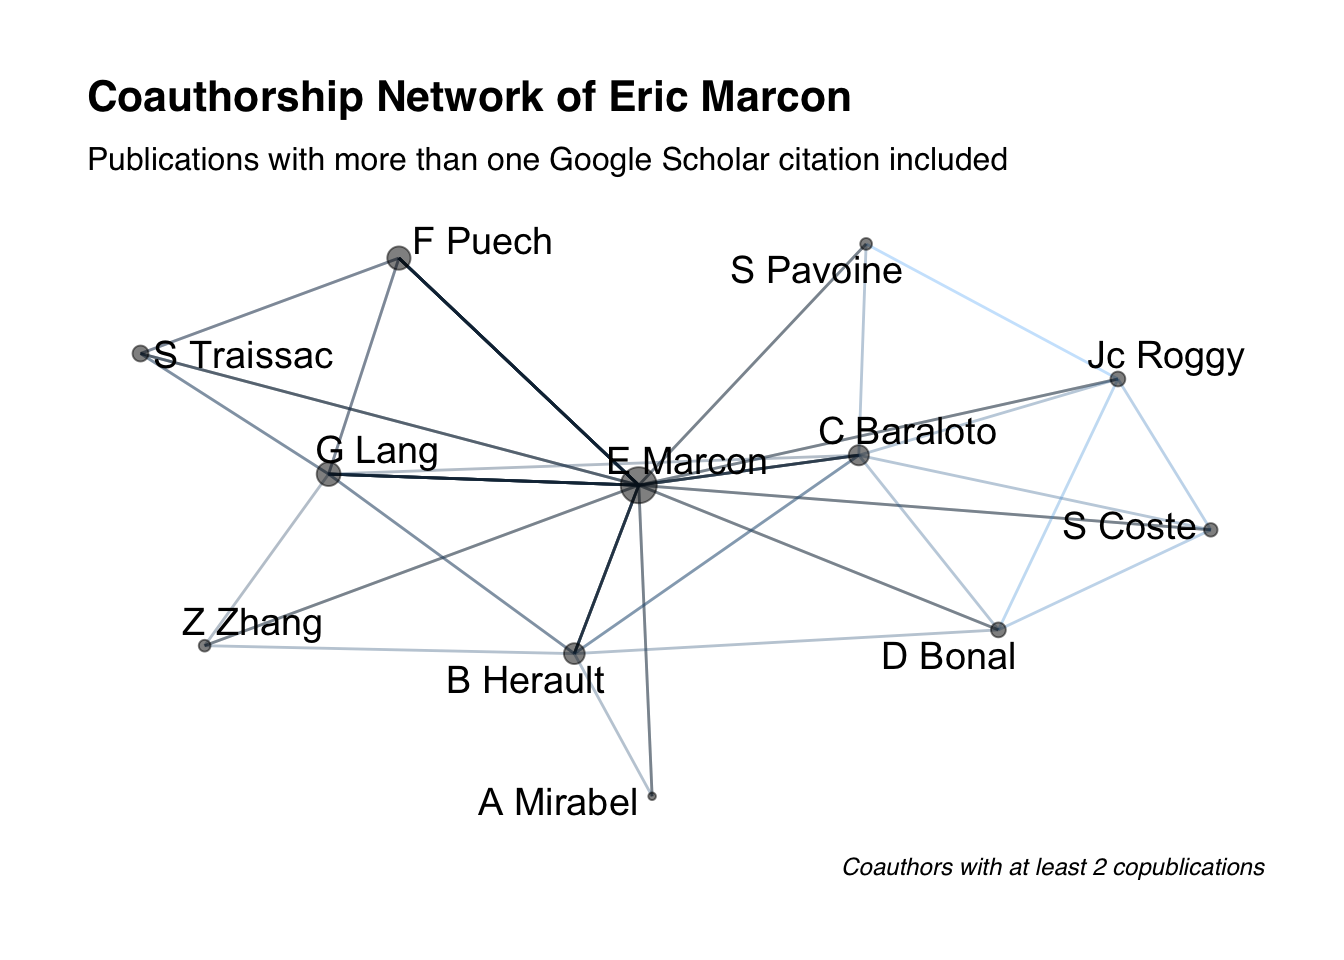 Coauthorship Network of Eric Marcon
Publications with more than one Google Scholar citation included
F Puech
S Pavoine
S Traissac
Jc Roggy
C Baraloto
G Lang
E Marcon
S Coste
Z Zhang
D Bonal
B Herault
A Mirabel
Coauthors with at least 2 copublications